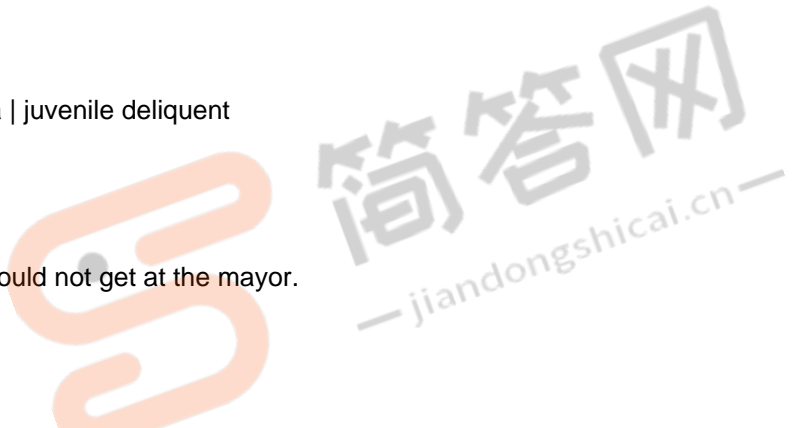 | juvenile deliquent
简答网
jiandongshicai.cn
ould not get at the mayor.